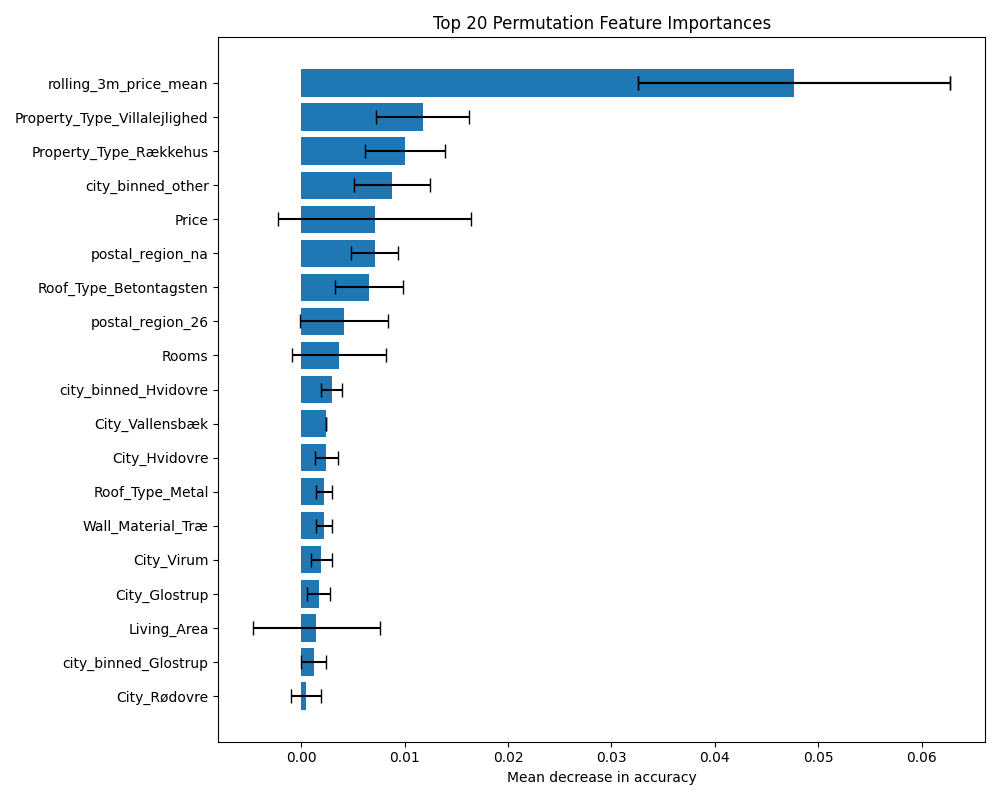 Top 20 Permutation Feature Importances
rolling_3m_price_mean
Property_Type_Villalejlighed
Property_Type_Rækkehus
city_binned_other
Price
postal_region_na
Roof_Type_Betontagsten
postal_region_26
Rooms
city_binned_Hvidovre
City_Vallensbæk
City_Hvidovre
Roof_Type_Metal
Wall_Material_Træ
City_Virum
City_Glostrup
Living_Area
city_binned_Glostrup
City_Rødovre
0.00 0.01 0.02 0.03 0.04 0.05 0.06
Mean decrease in accuracy